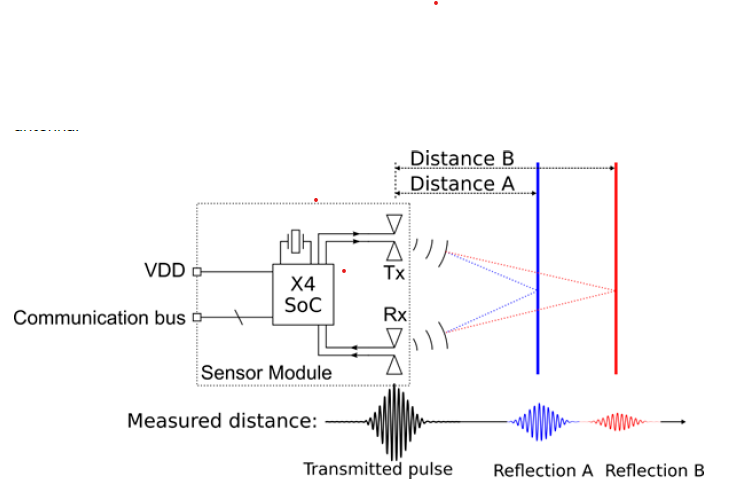 Distance B
Distance A
VDD
X4
SoC
Tx
Communication bus
Rx
Sensor Module
Measured distance:
Transmitted pulse
Reflection A
Reflection B